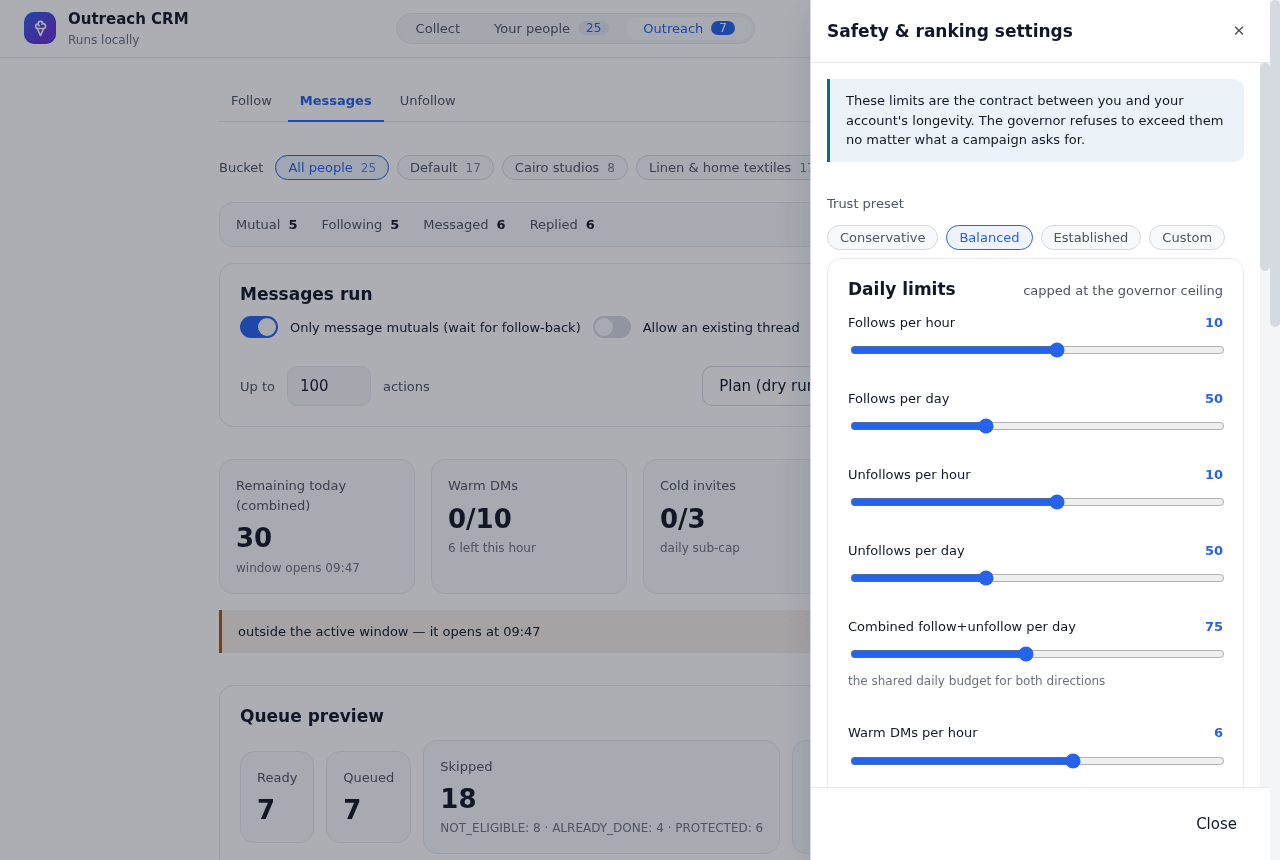 Outreach CRM
Runs locally
Collect
Your people 25
Outreach 7
Follow
Messages
Unfollow
Bucket
All people 25
Default 17
Cairo studios 8
Linen & home textiles
Mutual 5
Following 5
Messaged 6
Replied 6
Messages run
Only message mutuals (wait for follow-back)
Allow an existing thread
Up to
100
actions
Plan (dry run
Remaining today
(combined)
30
window opens 09:47
Warm DMs
0/10
6 left this hour
Cold invites
0/3
daily sub-cap
outside the active window — it opens at 09:47
Queue preview
Ready
7
Queued
7
Skipped
18
NOT_ELIGIBLE: 8 · ALREADY_DONE: 4 · PROTECTED: 6
Safety & ranking settings
×
These limits are the contract between you and your
account's longevity. The governor refuses to exceed them
no matter what a campaign asks for.
Trust preset
Conservative
Balanced
Established
Custom
Daily limits
capped at the governor ceiling
Follows per hour
10
Follows per day
50
Unfollows per hour
10
Unfollows per day
50
Combined follow+unfollow per day
75
the shared daily budget for both directions
Warm DMs per hour
6
Close